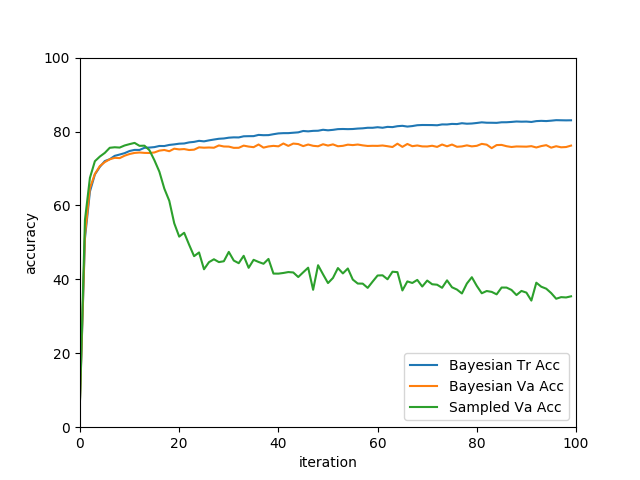 100
80
60
40
20
0
accuracy
Bayesian Tr Acc
Bayesian Va Acc
Sampled Va Acc
0 20 40 60 80 100
iteration